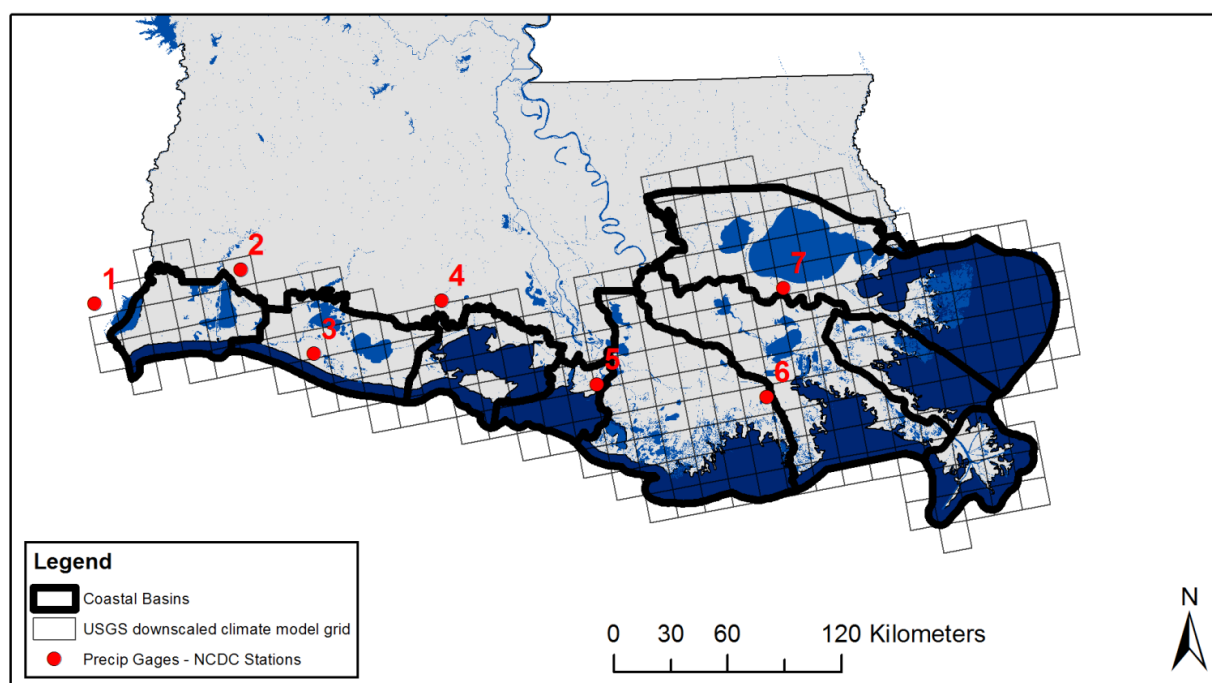 1
2
3
4
5
6
7
Legend
Coastal Basins
USGS downscaled climate model grid
Precip Gages - NCDC Stations
0 30 60 120 Kilometers
N